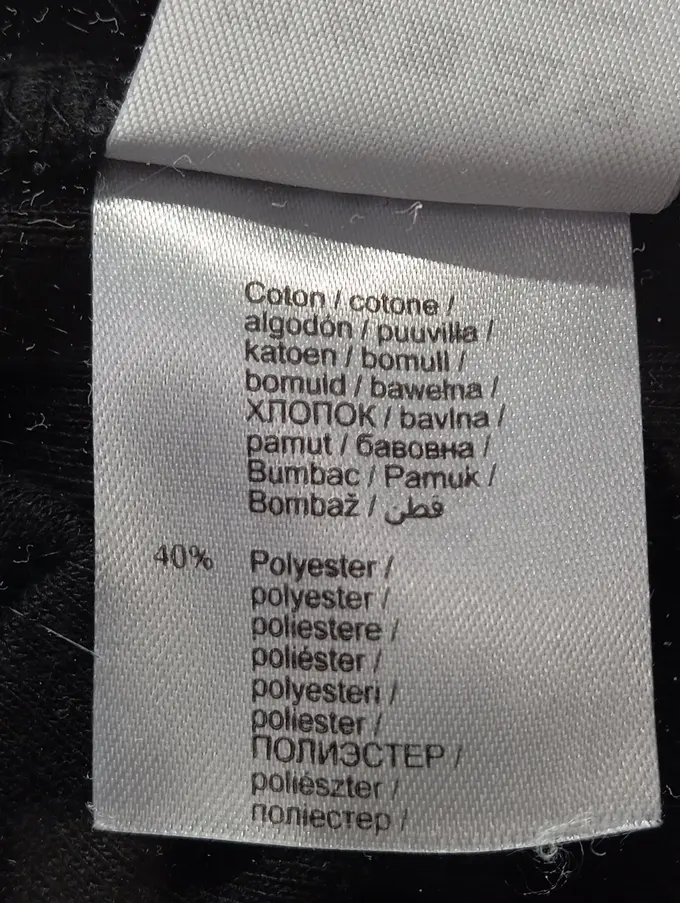 Coton / cotone /
algodón / puuvilla /
katoen / bomull /
bomuld / bawełna /
ХЛОПОК / bavlna /
pamut / бавовна /
Bumbac / Pamuk /
Bombaž / قطن
40% Polyester /
polyester /
poliestere /
poliéster /
polyesteri /
poliester /
ПОЛИЭСТЕР /
poliészter /
поліестер /